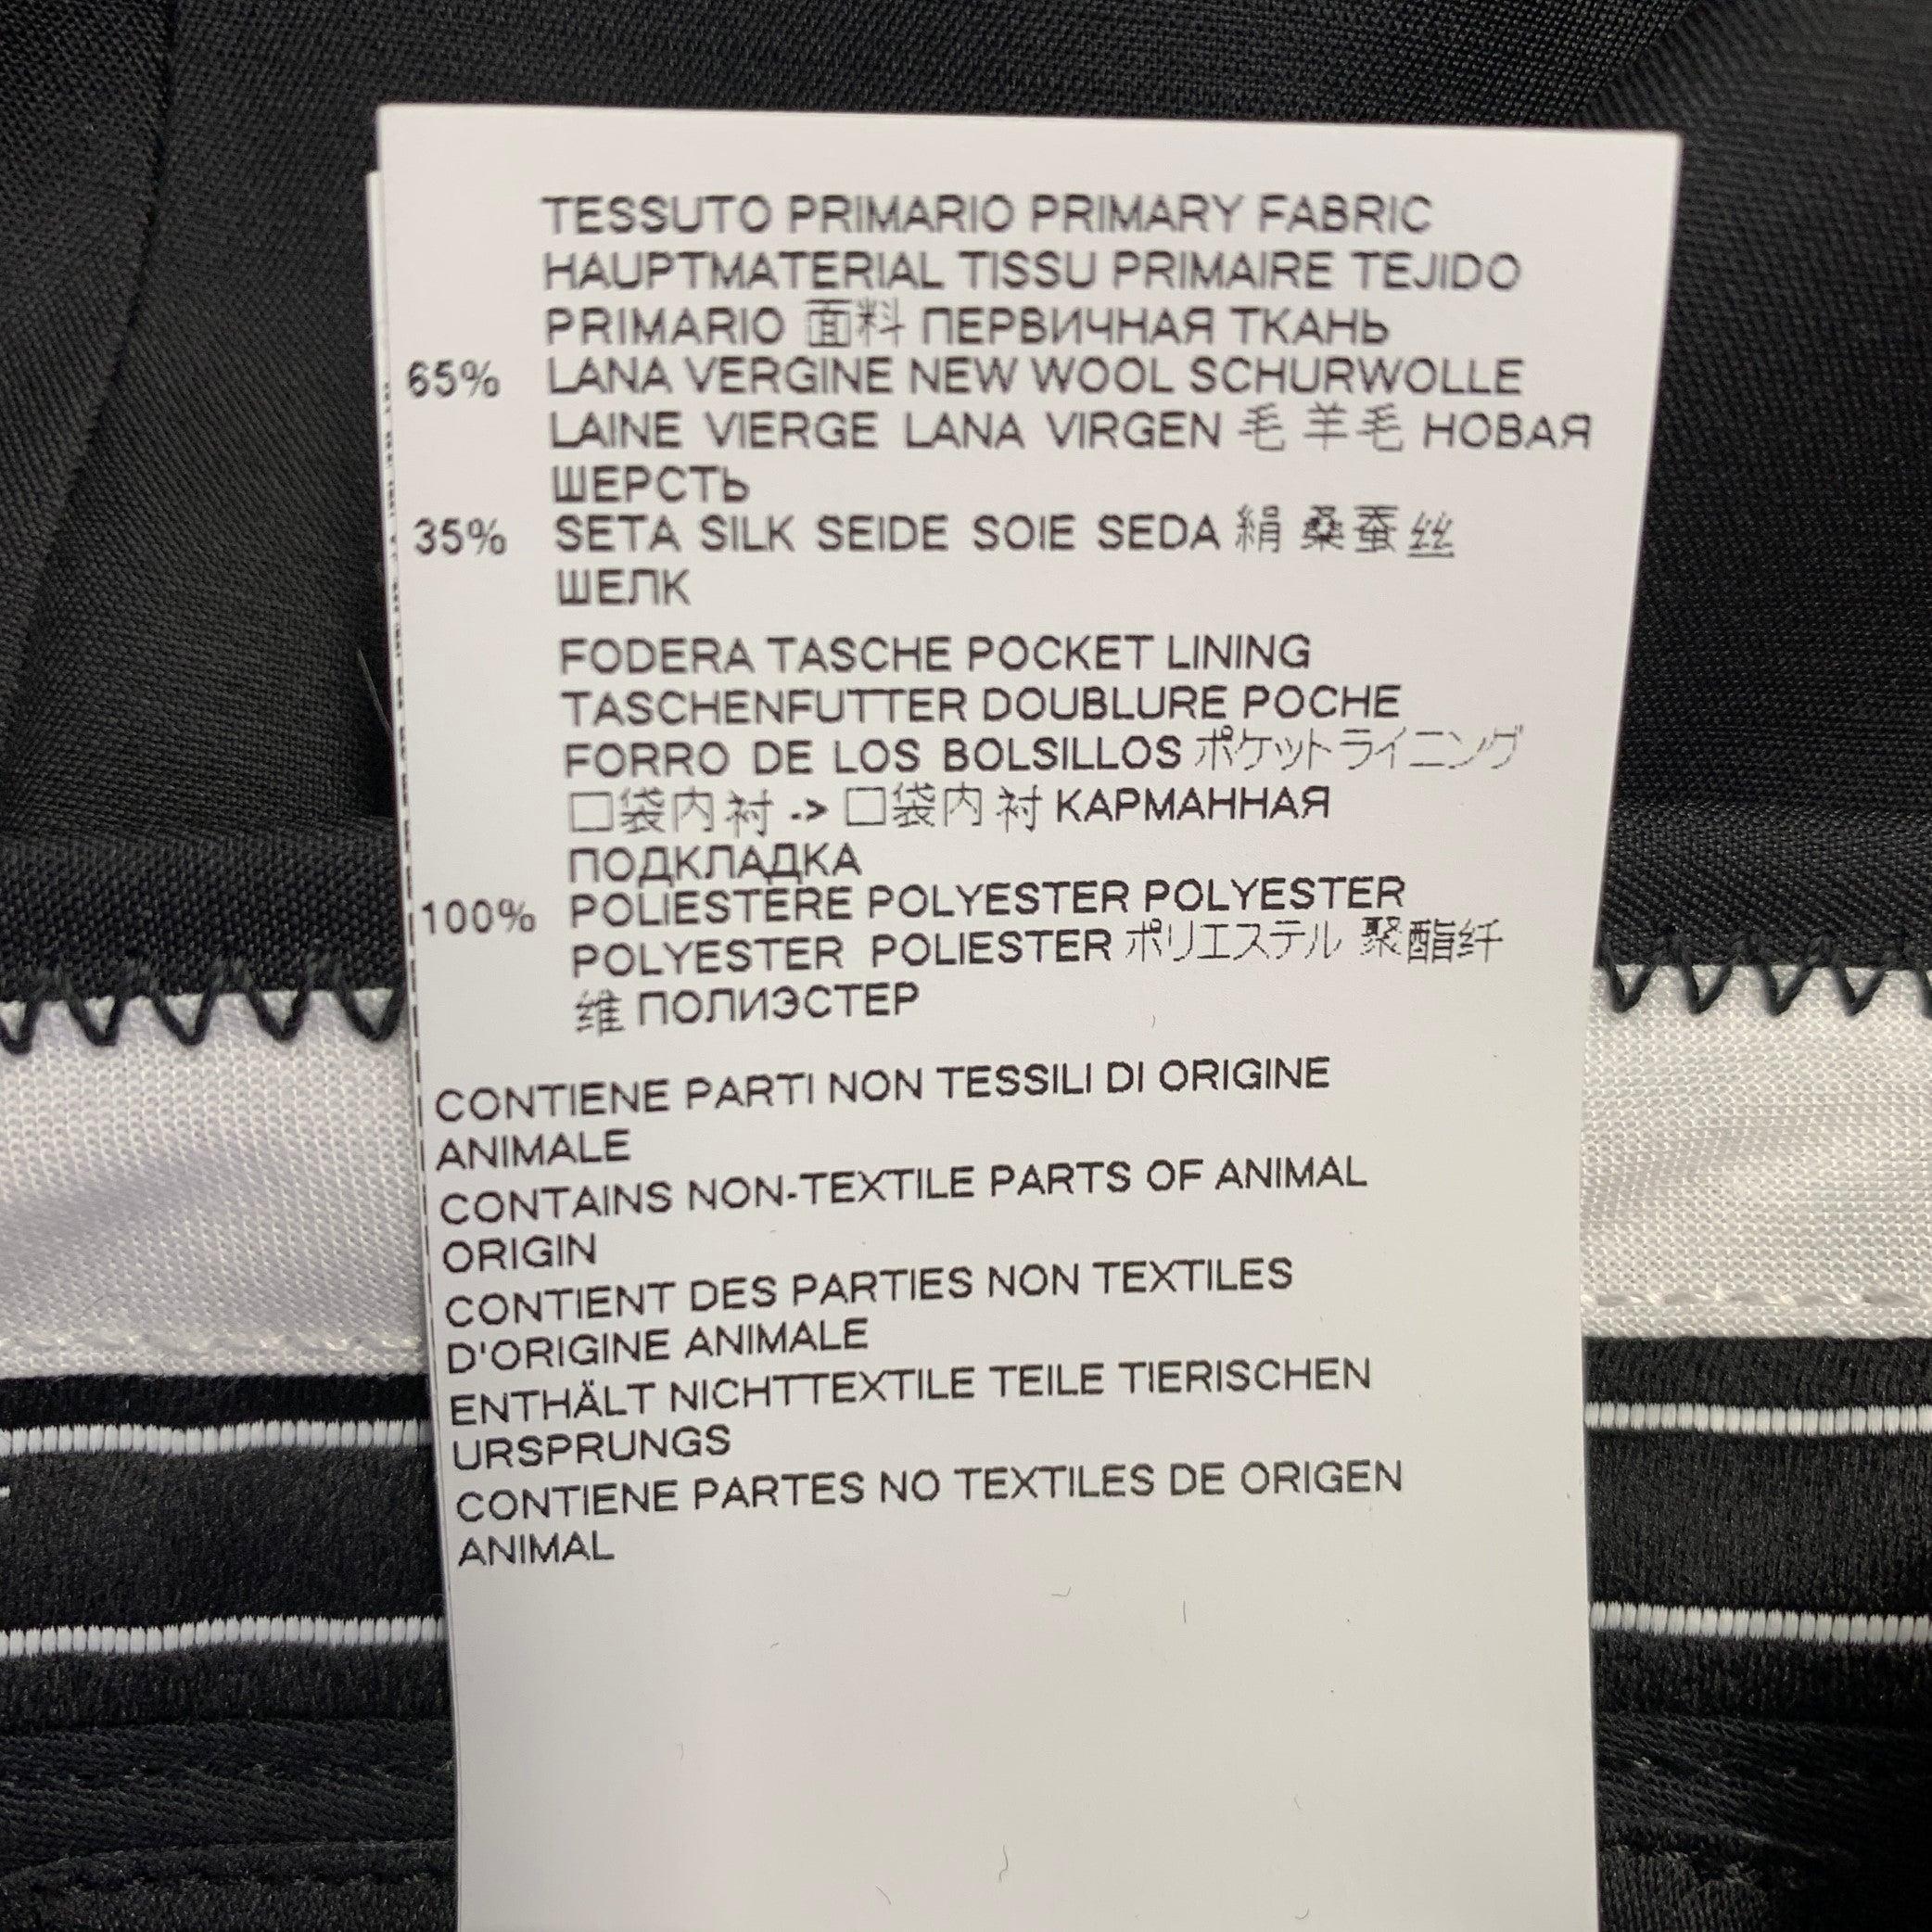 TESSUTO PRIMARIO PRIMARY FABRIC
HAUPTMATERIAL TISSU PRIMAIRE TEJIDO
PRIMARIO 面料 ПЕРВИЧНАЯ ТКАНЬ
65% LANA VERGINE NEW WOOL SCHURWOLLE
LAINE VIERGE LANA VIRGEN 毛 羊毛 НОВАЯ
ШЕРСТЬ
35% SETA SILK SEIDE SOIE SEDA 絹 桑蚕丝
ШЕЛК
FODERA TASCHE POCKET LINING
TASCHENFUTTER DOUBLURE POCHE
FORRO DE LOS BOLSILLOS ポケットライニング
口袋内衬 -> 口袋内衬 КАРМАННАЯ
ПОДКЛАДКА
100% POLIESTERE POLYESTER POLYESTER
POLYESTER POLIESTER ポリエステル 聚酯纤
维 ПОЛИЭСТЕР
CONTIENE PARTI NON TESSILI DI ORIGINE
ANIMALE
CONTAINS NON-TEXTILE PARTS OF ANIMAL
ORIGIN
CONTIENT DES PARTIES NON TEXTILES
D'ORIGINE ANIMALE
ENTHÄLT NICHTTEXTILE TEILE TIERISCHEN
URSPRUNGS
CONTIENE PARTES NO TEXTILES DE ORIGEN
ANIMAL